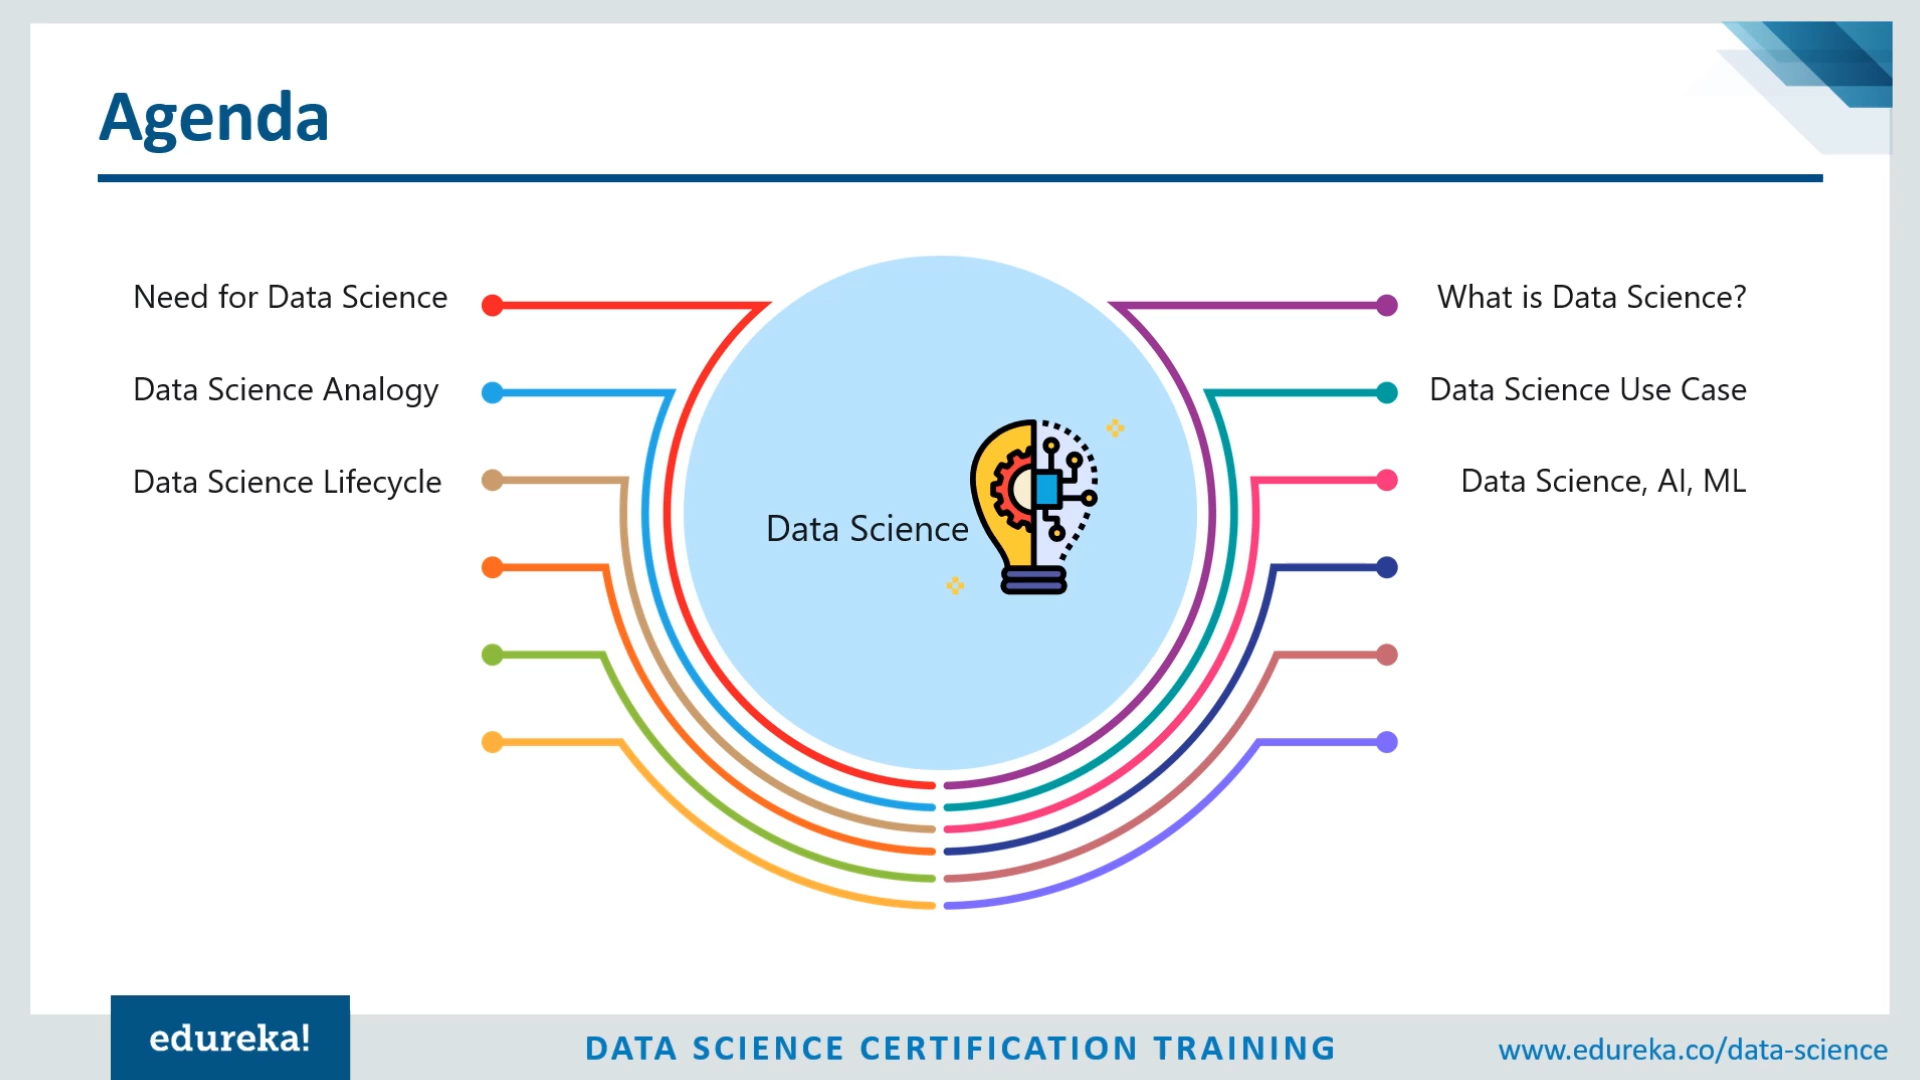 Agenda
Need for Data Science
What is Data Science?
Data Science Analogy
Data Science Use Case
Data Science Lifecycle
Data Science, AI, ML
Data Science
edureka!
DATA SCIENCE CERTIFICATION TRAINING
www.edureka.co/data-science